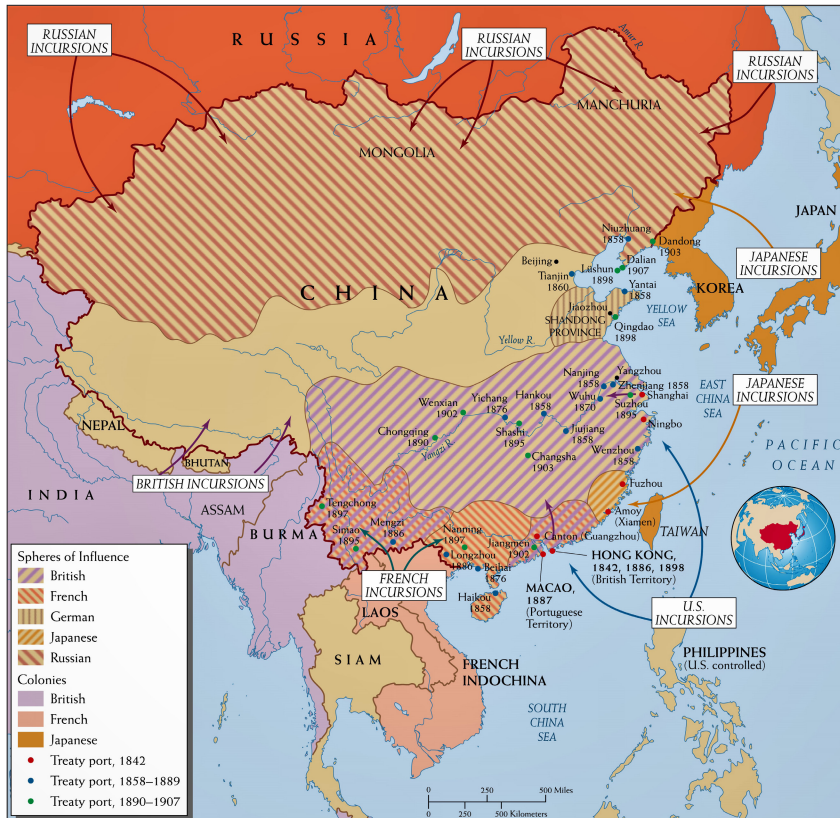 RUSSIAN
INCURSIONS
RUSSIA
RUSSIAN
INCURSIONS
Amur R.
RUSSIAN
INCURSIONS
MANCHURIA
MONGOLIA
JAPAN
Niuzhuang
1858
Dandong
1903
Beijing
Tianjin
1860
Lüshun
1898
Dalian
1907
JAPANESE
INCURSIONS
CHINA
Yantai
1858
KOREA
Jiaozhou
SHANDONG
PROVINCE
YELLOW
SEA
Qingdao
1898
Yellow R.
Nanjing
1858
Yangzhou
Zhenjiang 1858
EAST
CHINA
SEA
JAPANESE
INCURSIONS
Wenxian
1902
Yichang
1876
Hankou
1858
Wuhu
1870
Suzhou
1895
Shanghai
NEPAL
Chongqing
1890
Yangzi R.
Shashi
1895
Jiujiang
1858
Ningbo
BHUTAN
Changsha
1903
Wenzhou
1858
PACIFIC
OCEAN
BRITISH INCURSIONS
Fuzhou
INDIA
ASSAM
Tengchong
1897
BURMA
Simao
1895
Mengzi
1886
Nanning
1897
Jiangmen
1902
Canton (Guangzhou)
Amoy
(Xiamen)
TAIWAN
Longzhou
1886
Beihai
1876
HONG KONG,
1842, 1886, 1898
(British Territory)
FRENCH
INCURSIONS
MACAO,
1887
(Portuguese
Territory)
Haikou
1858
LAOS
U.S.
INCURSIONS
SIAM
FRENCH
INDOCHINA
PHILIPPINES
(U.S. controlled)
SOUTH
CHINA
SEA
Spheres of Influence
British
French
German
Japanese
Russian
Colonies
British
French
Japanese
Treaty port, 1842
Treaty port, 1858–1889
Treaty port, 1890–1907
0 250 500 Miles
0 250 500 Kilometers